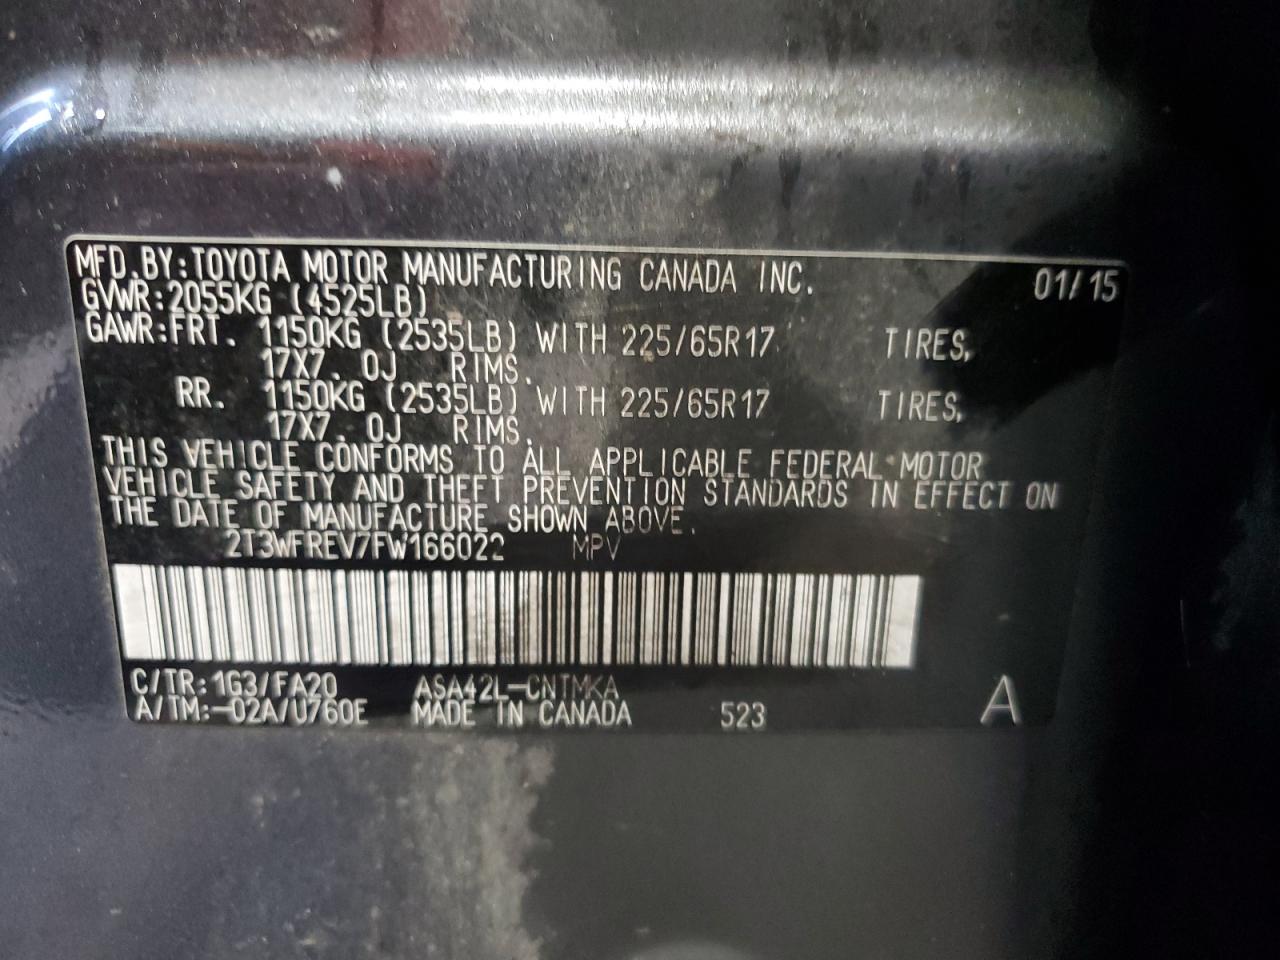 MFD.BY:TOYOTA MOTOR MANUFACTURING CANADA INC. 01/15
GVWR:2055KG (4525LB)
GAWR:FRT. 1150KG (2535LB) WITH 225/65R17 TIRES,
17X7.0J RIMS.
RR. 1150KG (2535LB) WITH 225/65R17 TIRES,
17X7.0J RIMS.
THIS VEHICLE CONFORMS TO ALL APPLICABLE FEDERAL MOTOR
VEHICLE SAFETY AND THEFT PREVENTION STANDARDS IN EFFECT ON
THE DATE OF MANUFACTURE SHOWN ABOVE.
2T3WFREV7FW166022 MPV
C/TR:1G3/FA20 ASA42L-CNTMKA
A/TM:-02A/U760E MADE IN CANADA 523 A